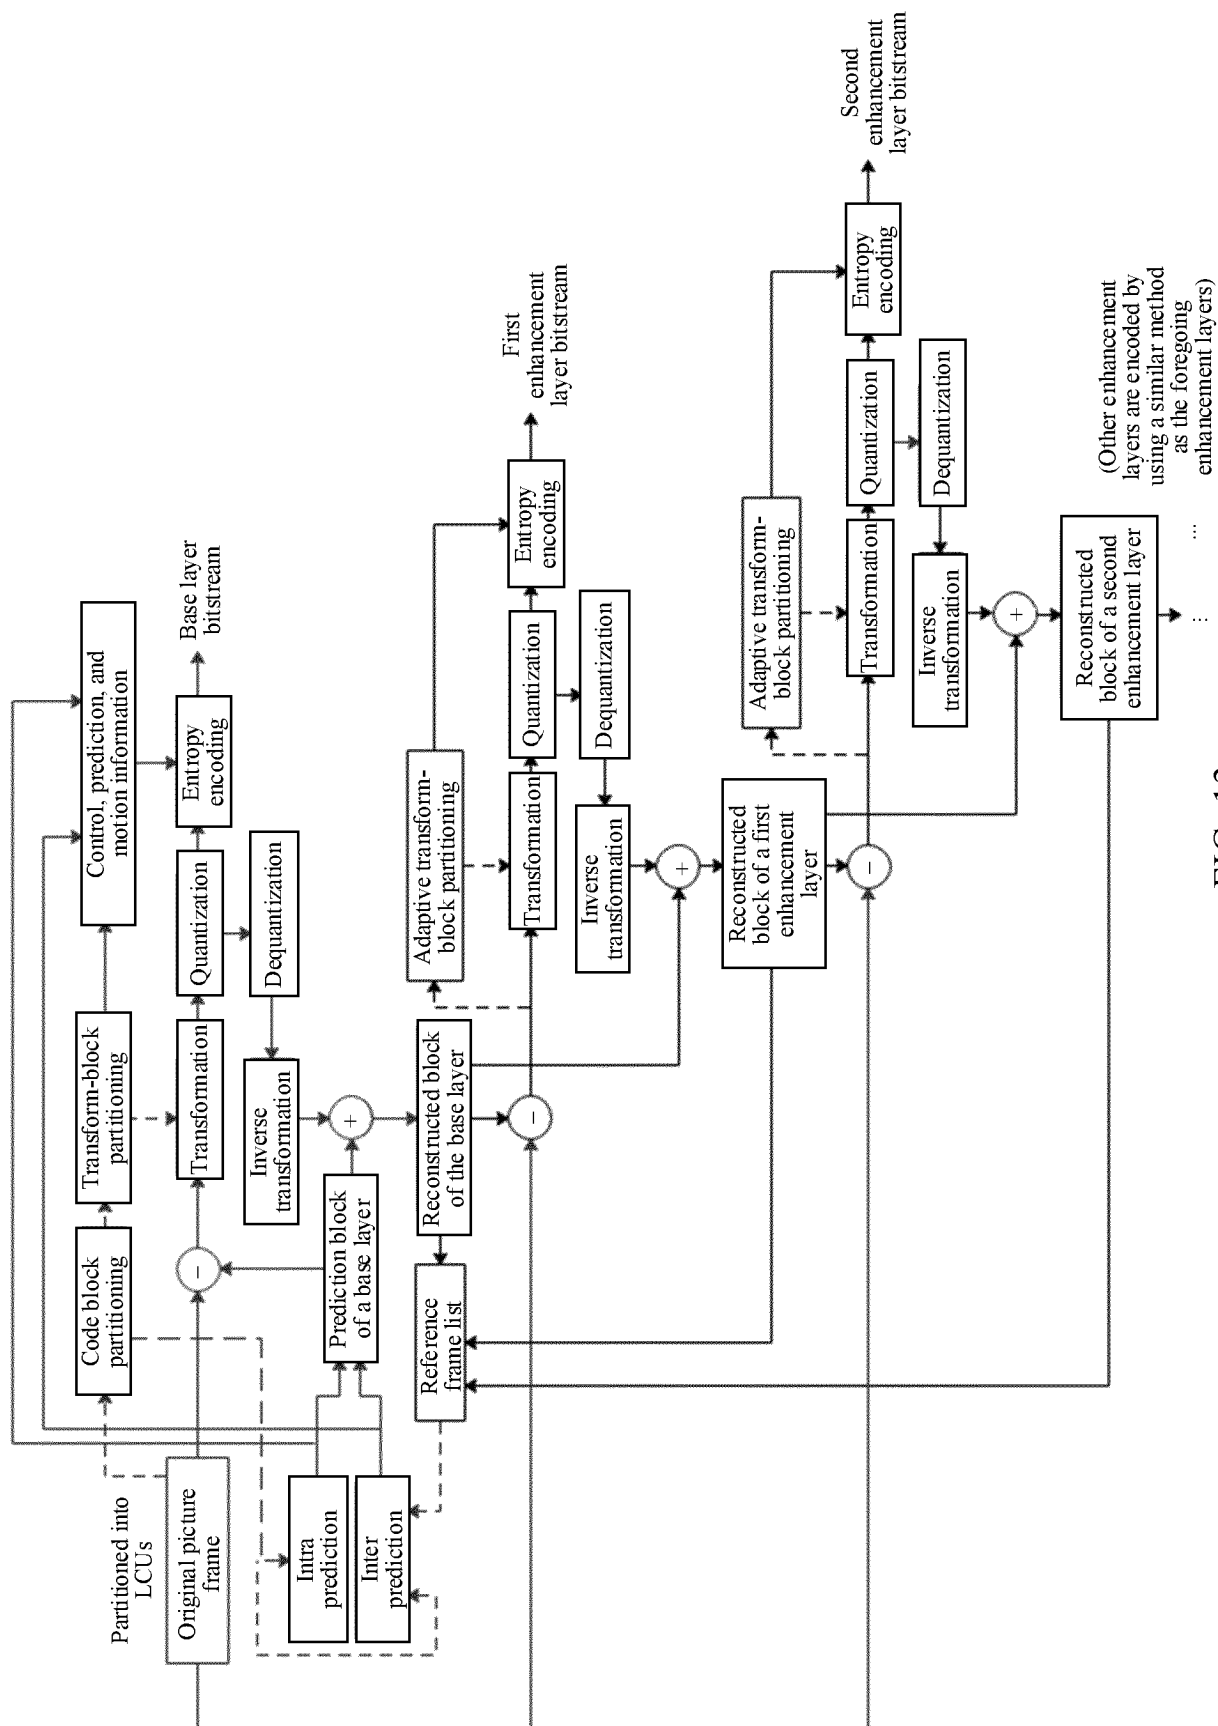 Partitioned into
LCUs
Original picture
frame
Code block
partitioning
Transform-block
partitioning
Control, prediction, and
motion information
−
Transformation
Quantization
Entropy
encoding
Base layer
bitstream
Dequantization
Inverse
transformation
Intra
prediction
Inter
prediction
Prediction block
of a base layer
+
Reference
frame list
Reconstructed block
of the base layer
Adaptive transform-
block partitioning
−
Transformation
Quantization
Entropy
encoding
First
enhancement
layer bitstream
Dequantization
Inverse
transformation
+
Reconstructed
block of a first
enhancement
layer
Adaptive transform-
block partitioning
−
Transformation
Quantization
Entropy
encoding
Second
enhancement
layer bitstream
Dequantization
Inverse
transformation
+
Reconstructed
block of a second
enhancement layer
... ...
(Other enhancement
layers are encoded by
using a similar method
as the foregoing
enhancement layers)